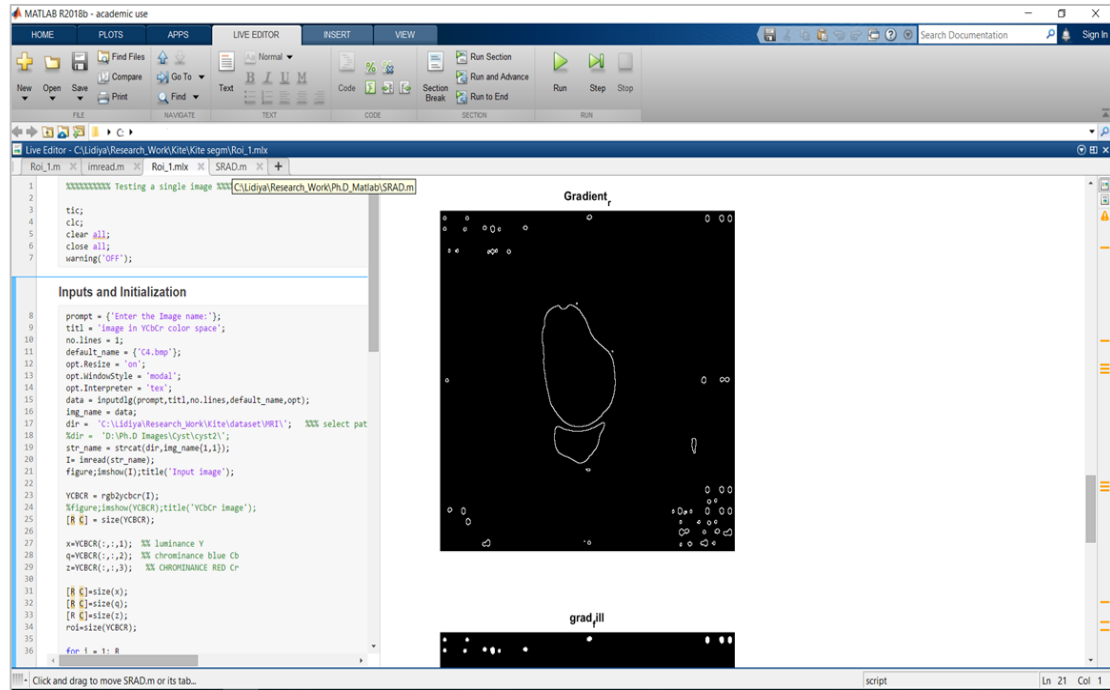 MATLAB R2018b - academic use
HOME PLOTS APPS LIVE EDITOR INSERT VIEW
Search Documentation
Sign In
New Open Save
Find Files
Compare
Print
FILE
Go To
Find
NAVIGATE
Text
Normal
B I U M
TEXT
Code
CODE
Section Break
Run Section
Run and Advance
Run to End
SECTION
Run Step Stop
RUN
C:
Live Editor - C:\Lidiya\Research_Work\Kite\Kite segm\Roi_1.mlx
Roi_1.m imread.m Roi_1.mlx SRAD.m +
C:\Lidiya\Research_Work\Ph.D_Matlab\SRAD.m
1 %%%%%%%%%% Testing a single image %%%
2
3 tic;
4 clc;
5 clear all;
6 close all;
7 warning('OFF');
Inputs and Initialization
8 prompt = {'Enter the Image name:'};
9 titl = 'image in YCbCr color space';
10 no.lines = 1;
11 default_name = {'C4.bmp'};
12 opt.Resize = 'on';
13 opt.WindowStyle = 'modal';
14 opt.Interpreter = 'tex';
15 data = inputdlg(prompt,titl,no.lines,default_name,opt);
16 img_name = data;
17 dir = 'C:\Lidiya\Research_Work\Kite\dataset\MRI\'; %%% select pat
18 %dir = 'D:\Ph.D Images\Cyst\cyst2\';
19 str_name = strcat(dir,img_name{1,1});
20 I= imread(str_name);
21 figure;imshow(I);title('Input image');
22
23 YCBCR = rgb2ycbcr(I);
24 %figure;imshow(YCBCR);title('YCbCr image');
25 [R C] = size(YCBCR);
26
27 x=YCBCR(:,:,1); %% luminance Y
28 q=YCBCR(:,:,2); %% chrominance blue Cb
29 z=YCBCR(:,:,3); %% CHROMINANCE RED Cr
30
31 [R C]=size(x);
32 [R C]=size(q);
33 [R C]=size(z);
34 roi=size(YCBCR);
35
36 for i = 1: R
Gradient_r
grad_fill
Click and drag to move SRAD.m or its tab...
script
Ln 21 Col 1